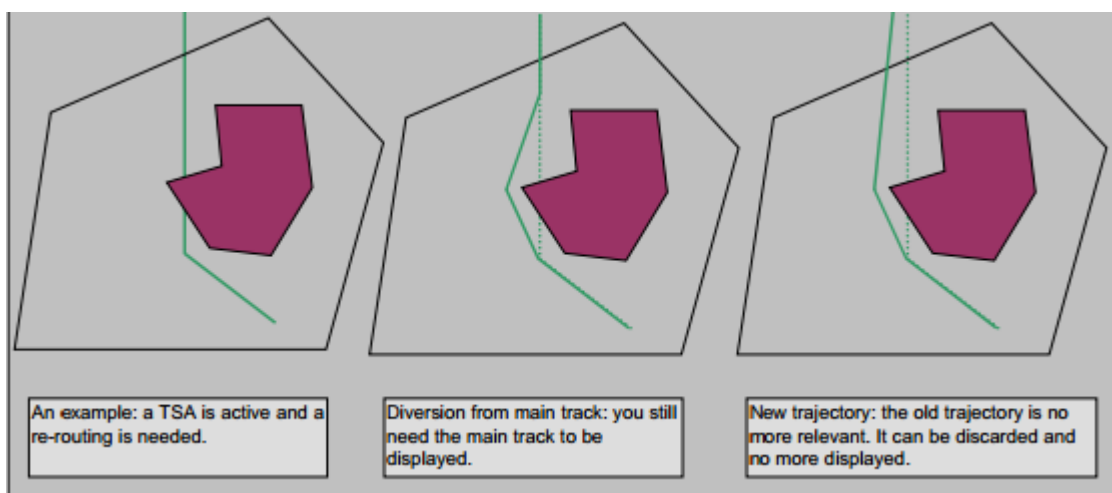 An example: a TSA is active and a
re-routing is needed.
Diversion from main track: you still
need the main track to be
displayed.
New trajectory: the old trajectory is no
more relevant. It can be discarded and
no more displayed.